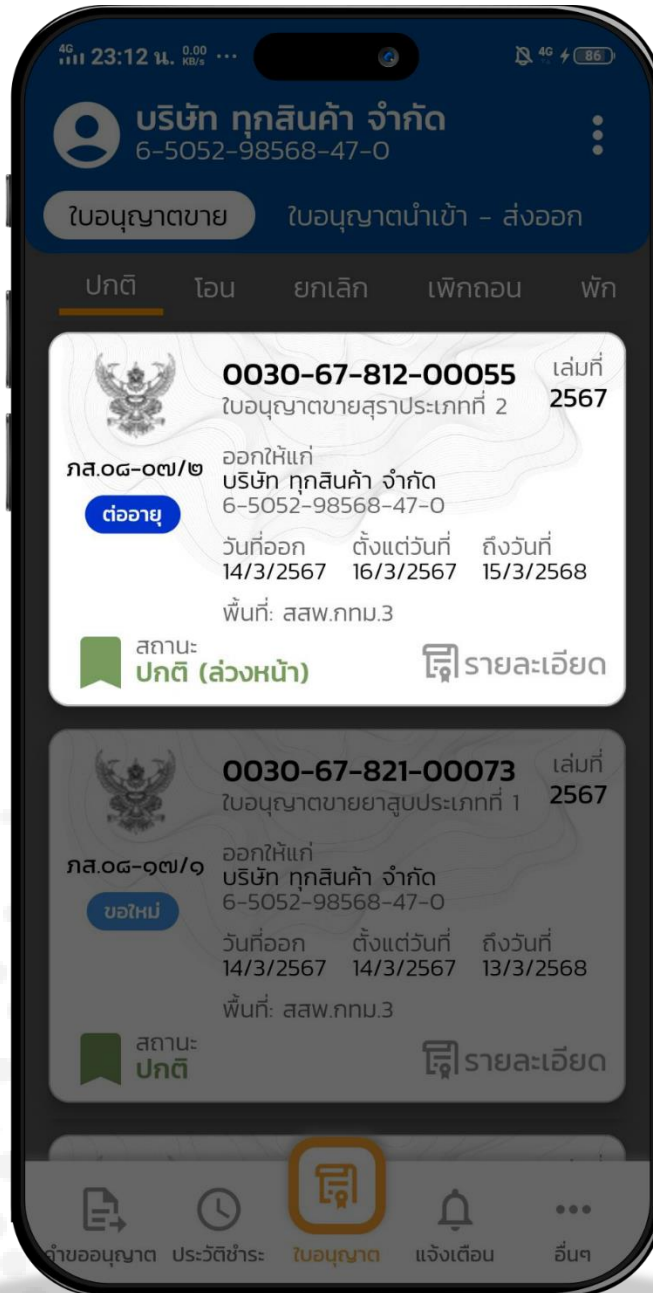 4G 23:12 น. 0.00 KB/s ... 4G 86
บริษัท ทุกสินค้า จำกัด
6-5052-98568-47-0
ใบอนุญาตขาย ใบอนุญาตนำเข้า - ส่งออก
ปกติ โอน ยกเลิก เพิกถอน พัก
0030-67-812-00055 เล่มที่
ใบอนุญาตขายสุราประเภทที่ 2 2567
ภส.๐๘-๐๗/๒ ออกให้แก่
บริษัท ทุกสินค้า จำกัด
ต่ออายุ 6-5052-98568-47-0
วันที่ออก ตั้งแต่วันที่ ถึงวันที่
14/3/2567 16/3/2567 15/3/2568
พื้นที่: สสพ.กทม.3
สถานะ
ปกติ (ล่วงหน้า) รายละเอียด
0030-67-821-00073 เล่มที่
ใบอนุญาตขายยาสูบประเภทที่ 1 2567
ภส.๐๘-๑๗/๑ ออกให้แก่
บริษัท ทุกสินค้า จำกัด
ขอใหม่ 6-5052-98568-47-0
วันที่ออก ตั้งแต่วันที่ ถึงวันที่
14/3/2567 14/3/2567 13/3/2568
พื้นที่: สสพ.กทม.3
สถานะ
ปกติ รายละเอียด
คำขออนุญาต ประวัติชำระ ใบอนุญาต แจ้งเตือน อื่นๆ